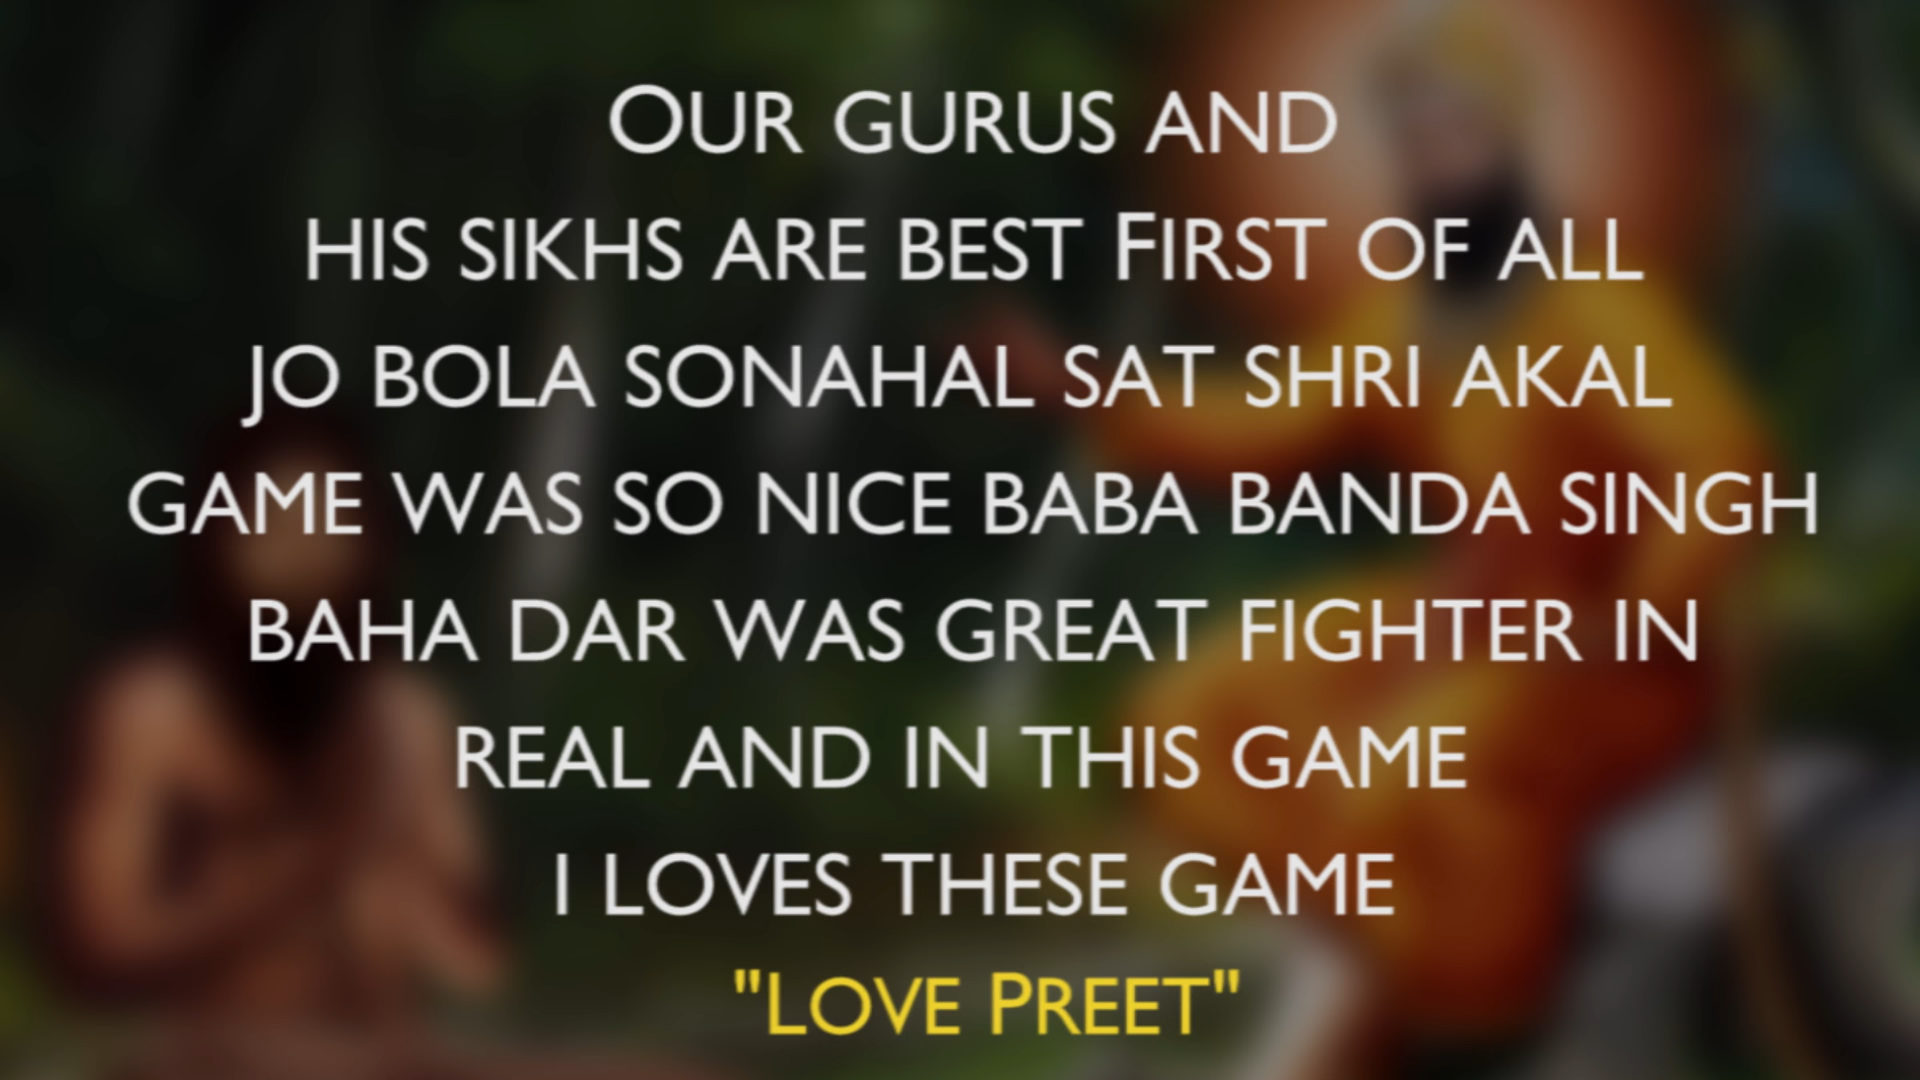 OUR GURUS AND
HIS SIKHS ARE BEST FIRST OF ALL
JO BOLA SONAHAL SAT SHRI AKAL
GAME WAS SO NICE BABA BANDA SINGH
BAHA DAR WAS GREAT FIGHTER IN
REAL AND IN THIS GAME
I LOVES THESE GAME
"LOVE PREET"